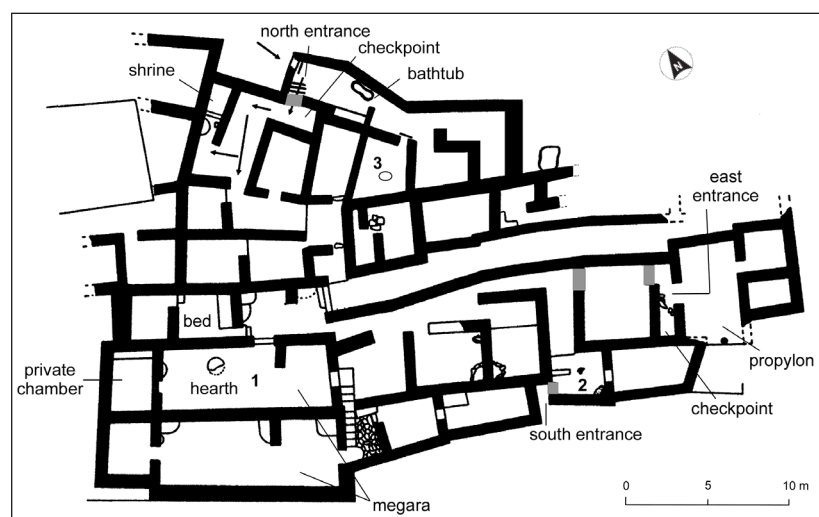 north entrance
checkpoint
shrine
bathtub
N
3
east
entrance
bed
private
chamber
hearth
1
2
propylon
checkpoint
south entrance
megara
0 5 10 m